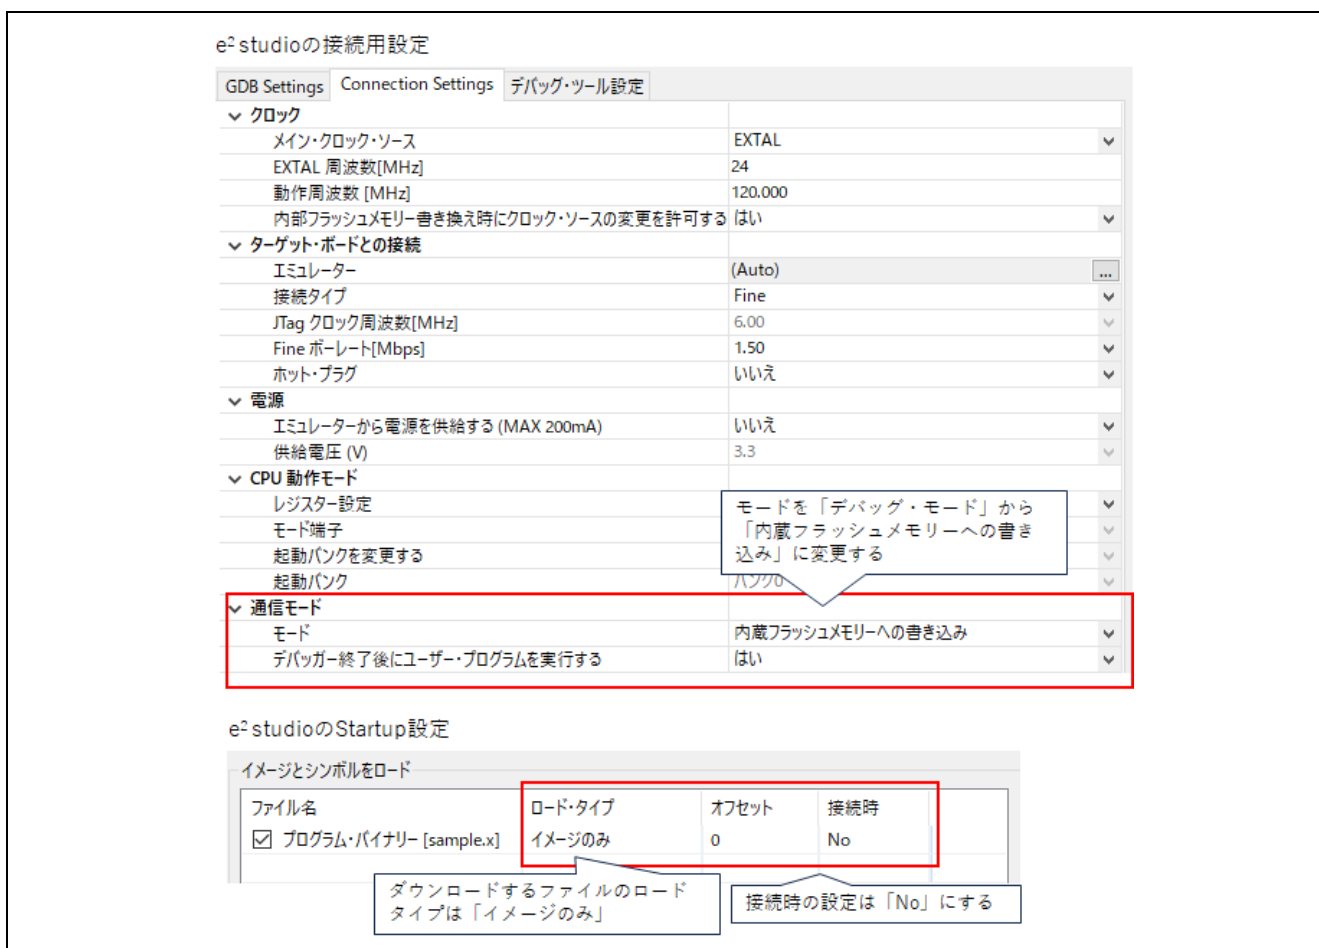 e² studioの接続用設定
GDB Settings Connection Settings デバッグ・ツール設定
クロック
メイン・クロック・ソース EXTAL
EXTAL 周波数[MHz] 24
動作周波数 [MHz] 120.000
内部フラッシュメモリー書き換え時にクロック・ソースの変更を許可する はい
ターゲット・ボードとの接続
エミュレーター (Auto) ...
接続タイプ Fine
JTag クロック周波数[MHz] 6.00
Fine ボーレート[Mbps] 1.50
ホット・プラグ いいえ
電源
エミュレーターから電源を供給する (MAX 200mA) いいえ
供給電圧 (V) 3.3
CPU 動作モード
レジスター設定
モード端子
起動バンクを変更する
起動バンク バンク0
モードを「デバッグ・モード」から
「内蔵フラッシュメモリーへの書き
込み」に変更する
通信モード
モード 内蔵フラッシュメモリーへの書き込み
デバッガー終了後にユーザー・プログラムを実行する はい
e² studioのStartup設定
イメージとシンボルをロード
ファイル名 ロード・タイプ オフセット 接続時
プログラム・バイナリー [sample.x] イメージのみ 0 No
ダウンロードするファイルのロード
タイプは「イメージのみ」
接続時の設定は「No」にする